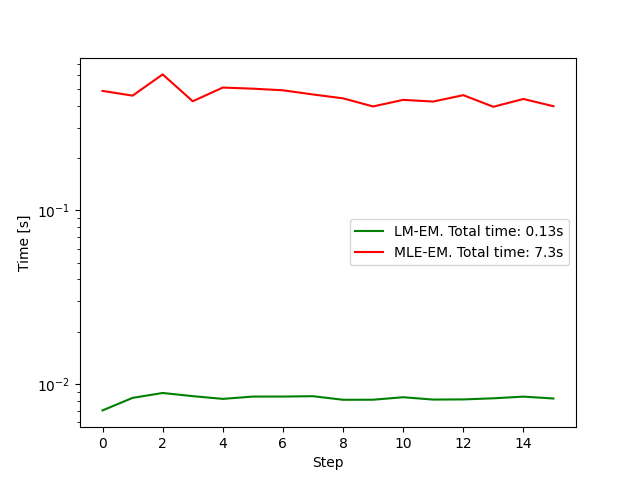 Time [s]
10⁻¹
10⁻²
LM-EM. Total time: 0.13s
MLE-EM. Total time: 7.3s
0 2 4 6 8 10 12 14
Step